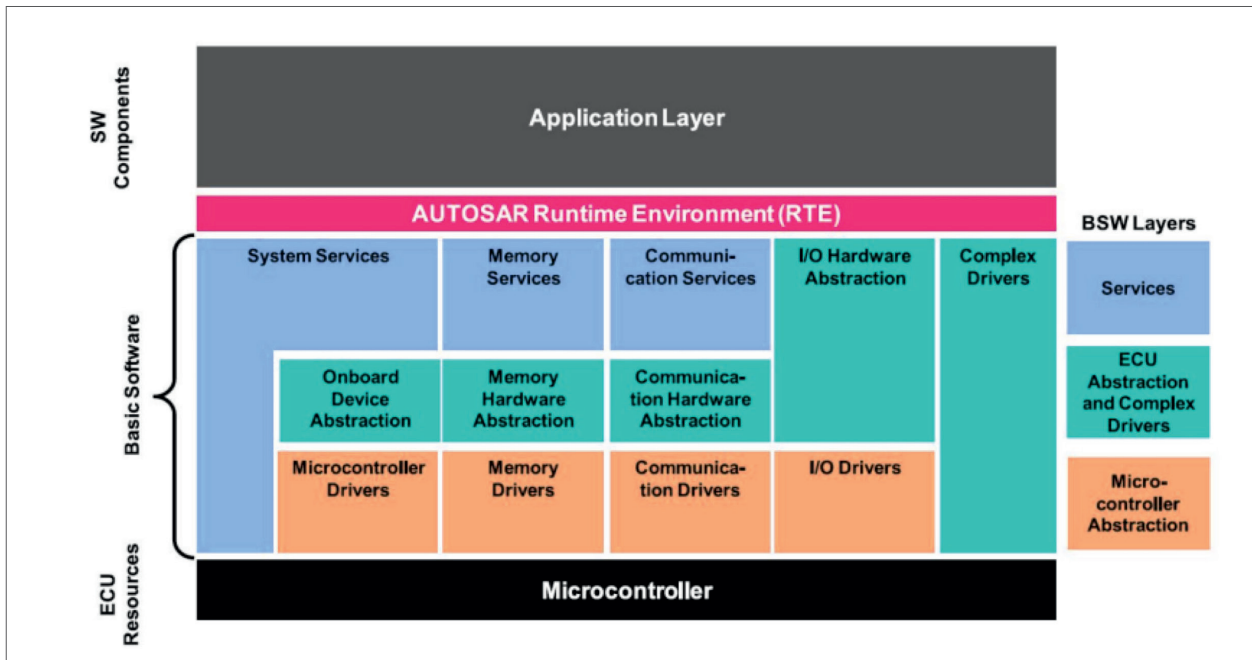 SW
Components
Application Layer
AUTOSAR Runtime Environment (RTE)
BSW Layers
Basic Software
System Services
Memory
Services
Communi-
cation Services
I/O Hardware
Abstraction
Complex
Drivers
Services
Onboard
Device
Abstraction
Memory
Hardware
Abstraction
Communica-
tion Hardware
Abstraction
ECU
Abstraction
and Complex
Drivers
Microcontroller
Drivers
Memory
Drivers
Communica-
tion Drivers
I/O Drivers
Micro-
controller
Abstraction
ECU
Resources
Microcontroller